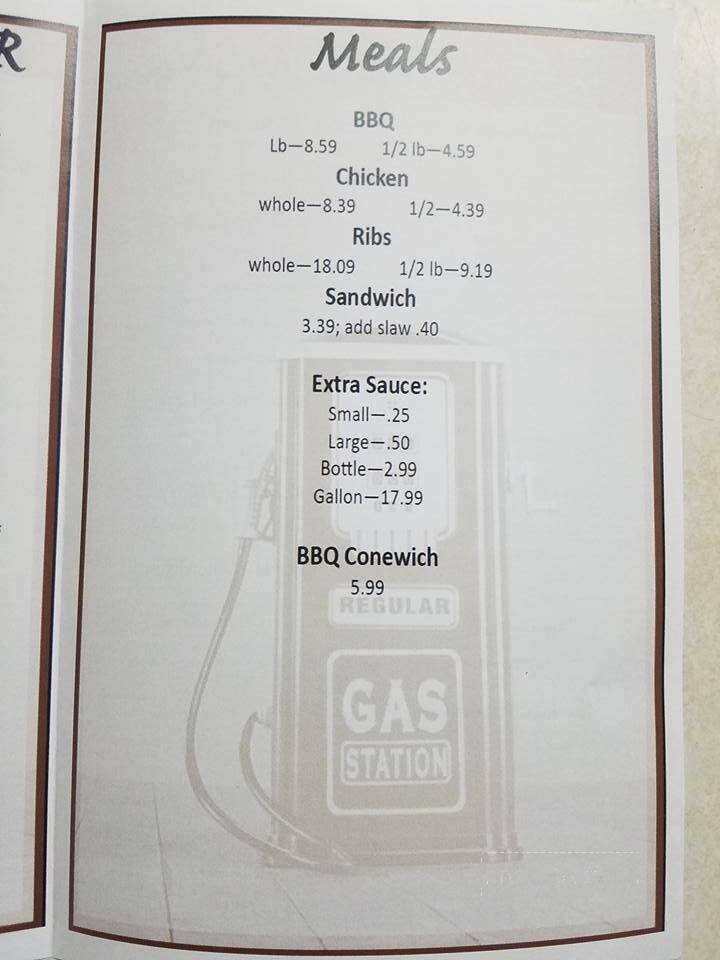 R
Meals
BBQ
Lb—8.59 1/2 lb—4.59
Chicken
whole—8.39 1/2—4.39
Ribs
whole—18.09 1/2 lb—9.19
Sandwich
3.39; add slaw .40
Extra Sauce:
Small—.25
Large—.50
Bottle—2.99
Gallon—17.99
BBQ Conewich
5.99
REGULAR
GAS
STATION